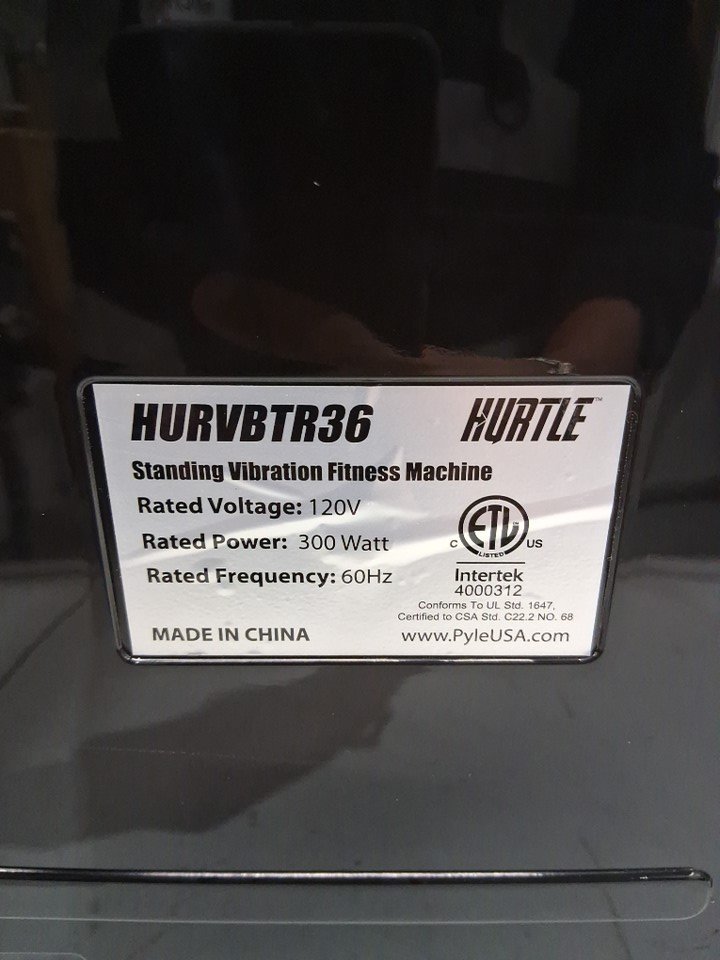 HURVBTR36
HURTLE™
Standing Vibration Fitness Machine
Rated Voltage: 120V
Rated Power: 300 Watt
Rated Frequency: 60Hz
ETL
LISTED
C US
Intertek
4000312
Conforms To UL Std. 1647,
Certified to CSA Std. C22.2 NO. 68
MADE IN CHINA
www.PyleUSA.com